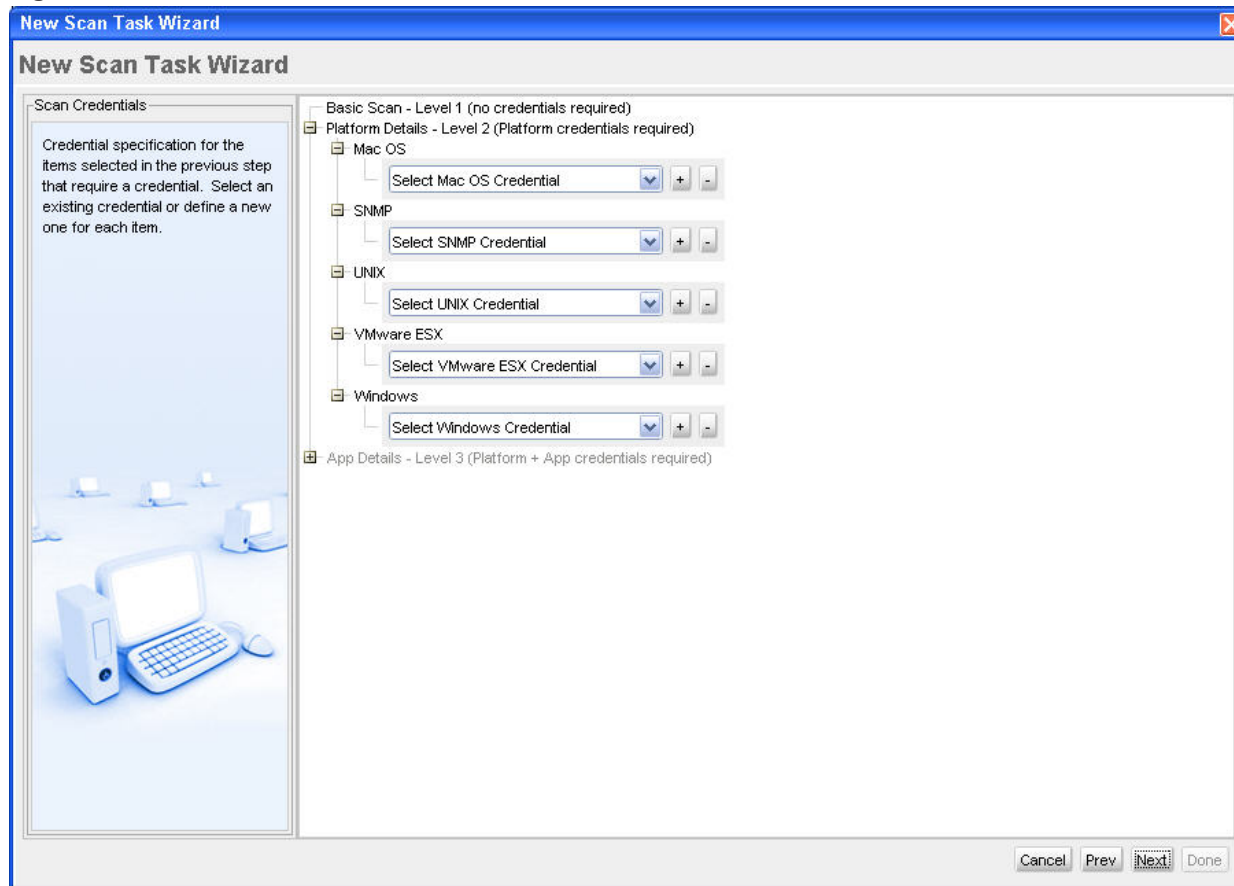 New Scan Task Wizard
New Scan Task Wizard
Scan Credentials
Credential specification for the
items selected in the previous step
that require a credential. Select an
existing credential or define a new
one for each item.
Basic Scan - Level 1 (no credentials required)
Platform Details - Level 2 (Platform credentials required)
Mac OS
Select Mac OS Credential + -
SNMP
Select SNMP Credential + -
UNIX
Select UNIX Credential + -
VMware ESX
Select VMware ESX Credential + -
Windows
Select Windows Credential + -
App Details - Level 3 (Platform + App credentials required)
Cancel Prev Next Done